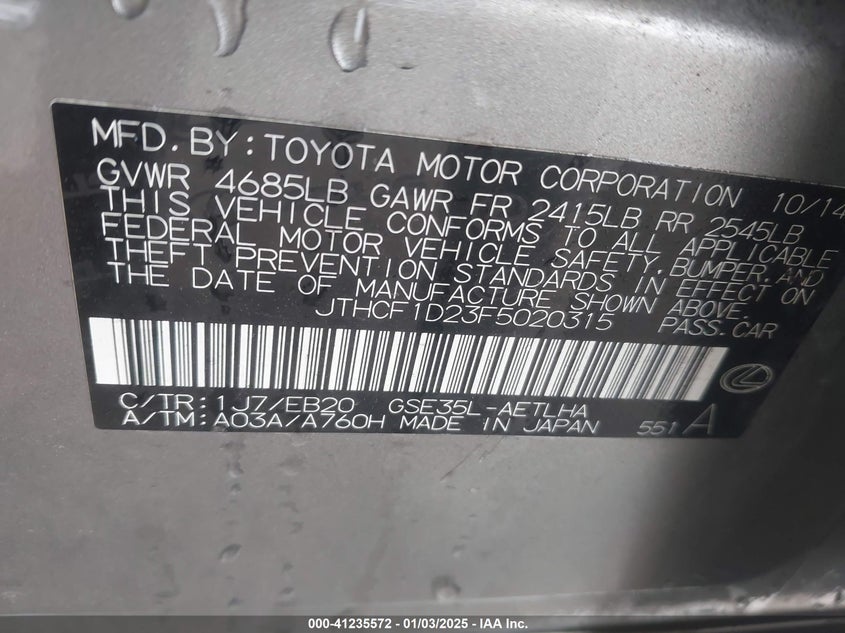 MFD. BY: TOYOTA MOTOR CORPORATION 10/14
GVWR 4685LB GAWR FR 2415LB RR 2545LB
THIS VEHICLE CONFORMS TO ALL APPLICABLE
FEDERAL MOTOR VEHICLE SAFETY, BUMPER, AND
THEFT PREVENTION STANDARDS IN EFFECT ON
THE DATE OF MANUFACTURE SHOWN ABOVE.
JTHCF1D23F5020315 PASS. CAR
C/TR: 1J7/EB20 GSE35L-AETLHA
A/TM: A03A/A760H MADE IN JAPAN 551 A
000-41235572 - 01/03/2025 - IAA Inc.